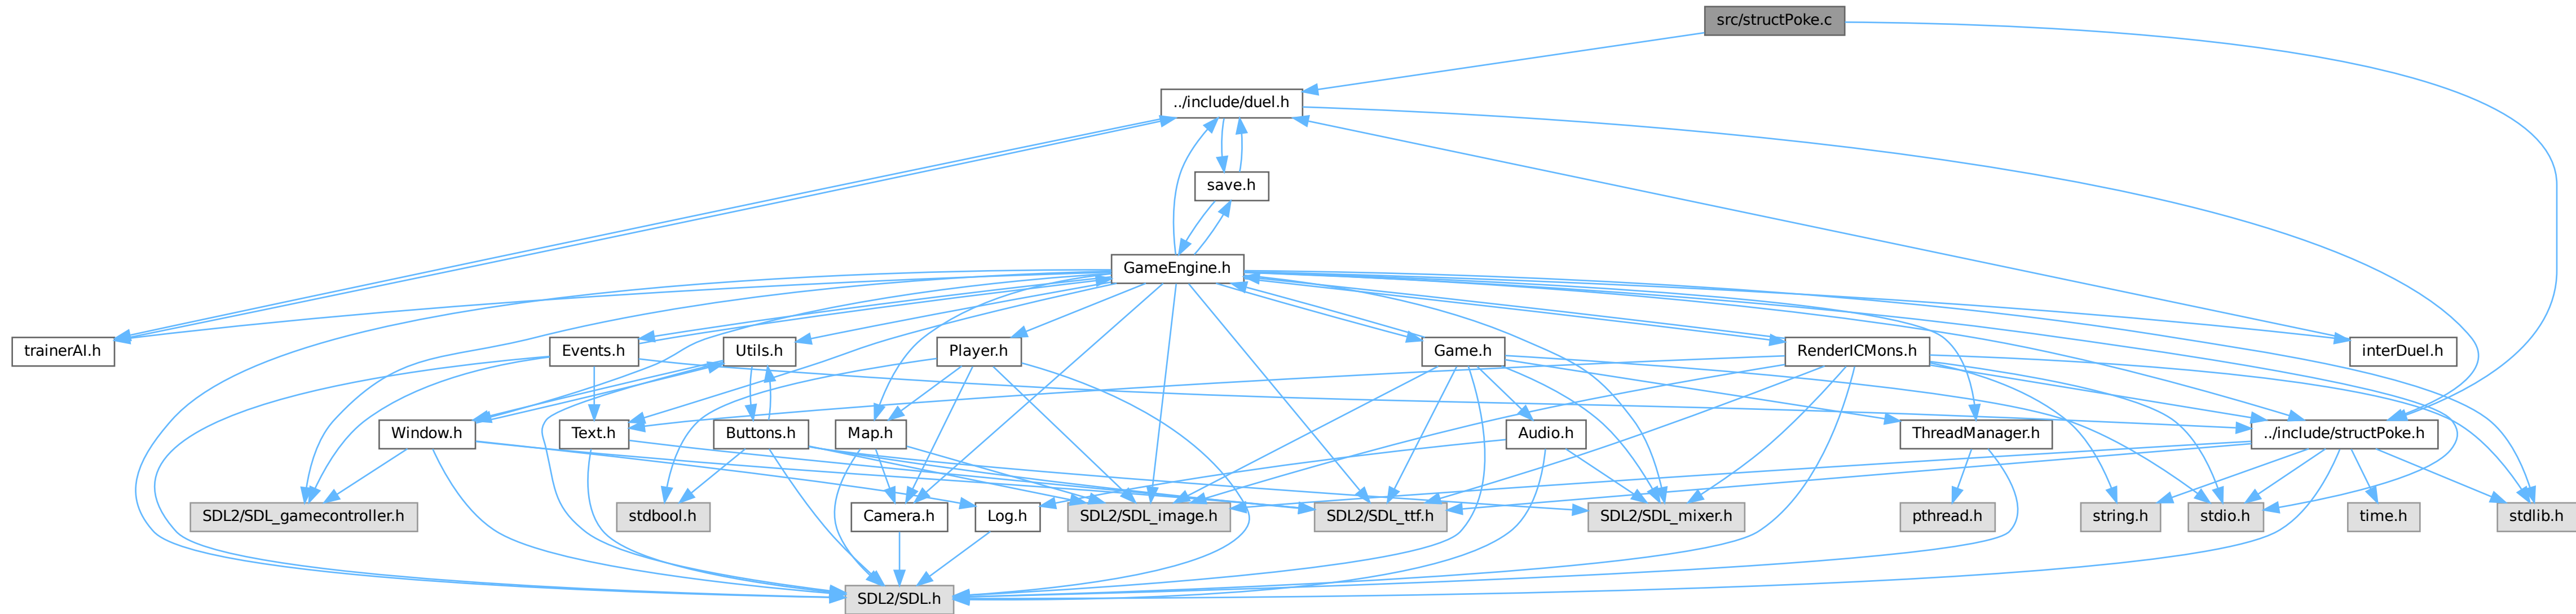 src/structPoke.c
../include/duel.h
save.h
GameEngine.h
trainerAI.h
Events.h
Utils.h
Player.h
Game.h
RenderICMons.h
interDuel.h
Window.h
Text.h
Buttons.h
Map.h
Audio.h
ThreadManager.h
../include/structPoke.h
SDL2/SDL_gamecontroller.h
stdbool.h
Camera.h
Log.h
SDL2/SDL_image.h
SDL2/SDL_ttf.h
SDL2/SDL_mixer.h
pthread.h
string.h
stdio.h
time.h
stdlib.h
SDL2/SDL.h